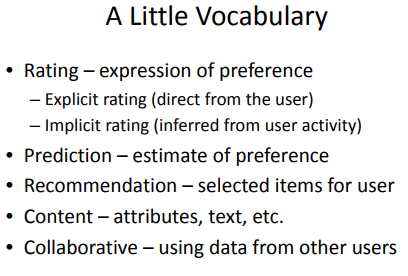 A Little Vocabulary
• Rating – expression of preference
– Explicit rating (direct from the user)
– Implicit rating (inferred from user activity)
• Prediction – estimate of preference
• Recommendation – selected items for user
• Content – attributes, text, etc.
• Collaborative – using data from other users